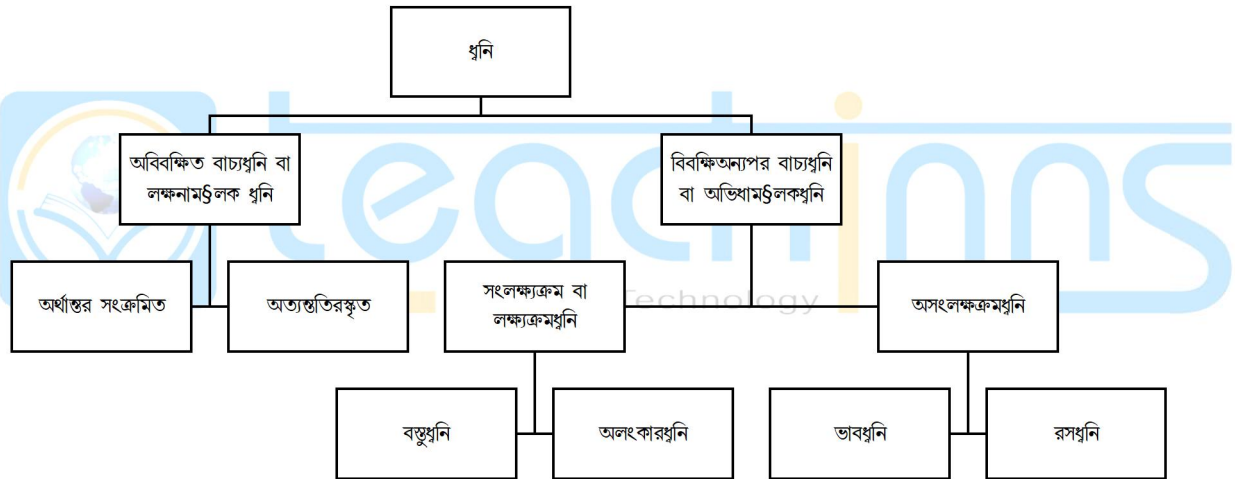 ধ্বনি
অবিবক্ষিত বাচ্যধ্বনি বা
লক্ষনাম§লক ধ্বনি
বিবক্ষিঅন্যপর বাচ্যধ্বনি
বা অভিধাম§লকধ্বনি
অর্থান্তর সংক্রমিত
অত্যন্ততিরস্কৃত
সংলক্ষ্যক্রম বা
লক্ষ্যক্রমধ্বনি
অসংলক্ষক্রমধ্বনি
বস্তুধ্বনি
অলংকারধ্বনি
ভাবধ্বনি
রসধ্বনি
teachinns
Technology